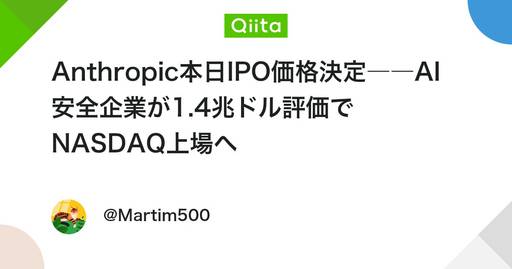 Qiita
Anthropic本日IPO価格決定――AI
安全企業が1.4兆ドル評価で
NASDAQ上場へ
@Martim500